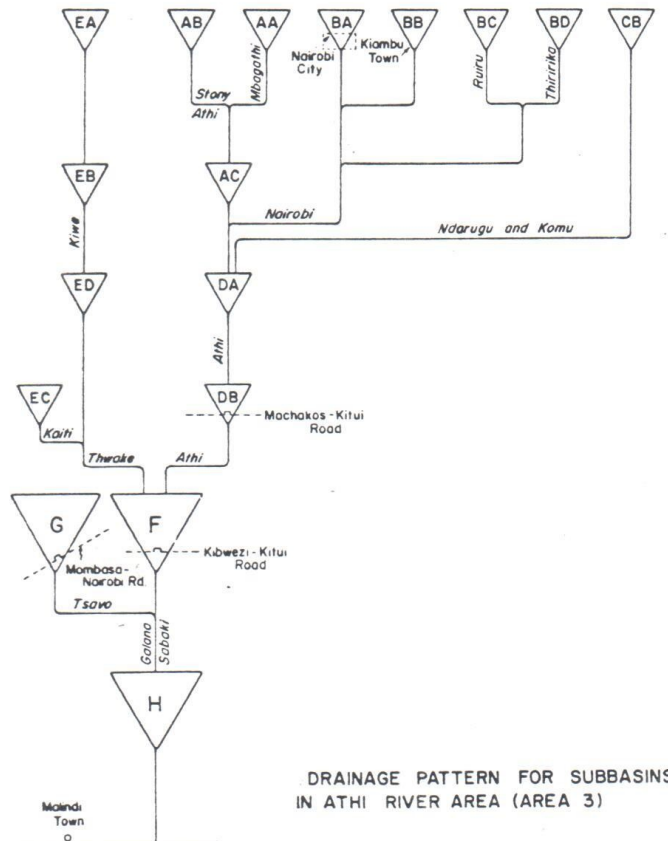 EA
AB
AA
BA
BB
BC
BD
CB
Nairobi
City
Kiambu
Town
Stony
Athi
Mbagathi
Ruiru
Thiririka
EB
AC
Kiwe
Nairobi
Ndarugu and Komu
ED
DA
Athi
EC
DB
Machakos - Kitui
Road
Kaiti
Thwake
Athi
G
F
Kibwezi - Kitui
Road
Mombasa -
Nairobi Rd.
Tsavo
Galana
Sabaki
H
DRAINAGE PATTERN FOR SUBBASINS
IN ATHI RIVER AREA (AREA 3)
Malindi
Town